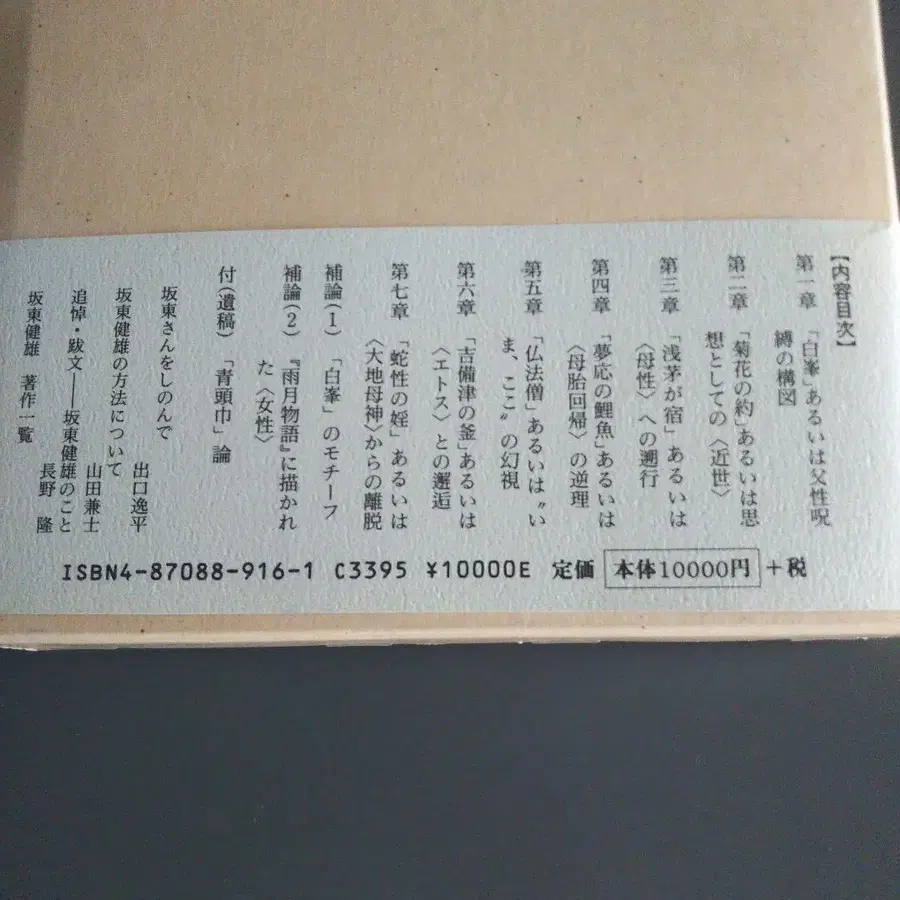 【内容目次】
第一章 「白峯」あるいは父性呪
縛の構図
第二章 「菊花の約」あるいは思
想としての〈近世〉
第三章 「浅茅が宿」あるいは
〈母性〉への遡行
第四章 「夢応の鯉魚」あるいは
〈母胎回帰〉の逆理
第五章 「仏法僧」あるいは〝い
ま、ここ〟の幻視
第六章 「吉備津の釜」あるいは
〈エトス〉との邂逅
第七章 「蛇性の婬」あるいは
〈大地母神〉からの離脱
補論(1) 「白峯」のモチーフ
補論(2) 『雨月物語』に描かれ
た〈女性〉
付(遺稿) 「青頭巾」論
坂東さんをしのんで
出口逸平
坂東健雄の方法について
山田兼士
追悼・跋文――坂東健雄のこと
長野 隆
坂東健雄 著作一覧
ISBN4-87088-916-1 C3395 ¥10000E 定価 本体10000円+税